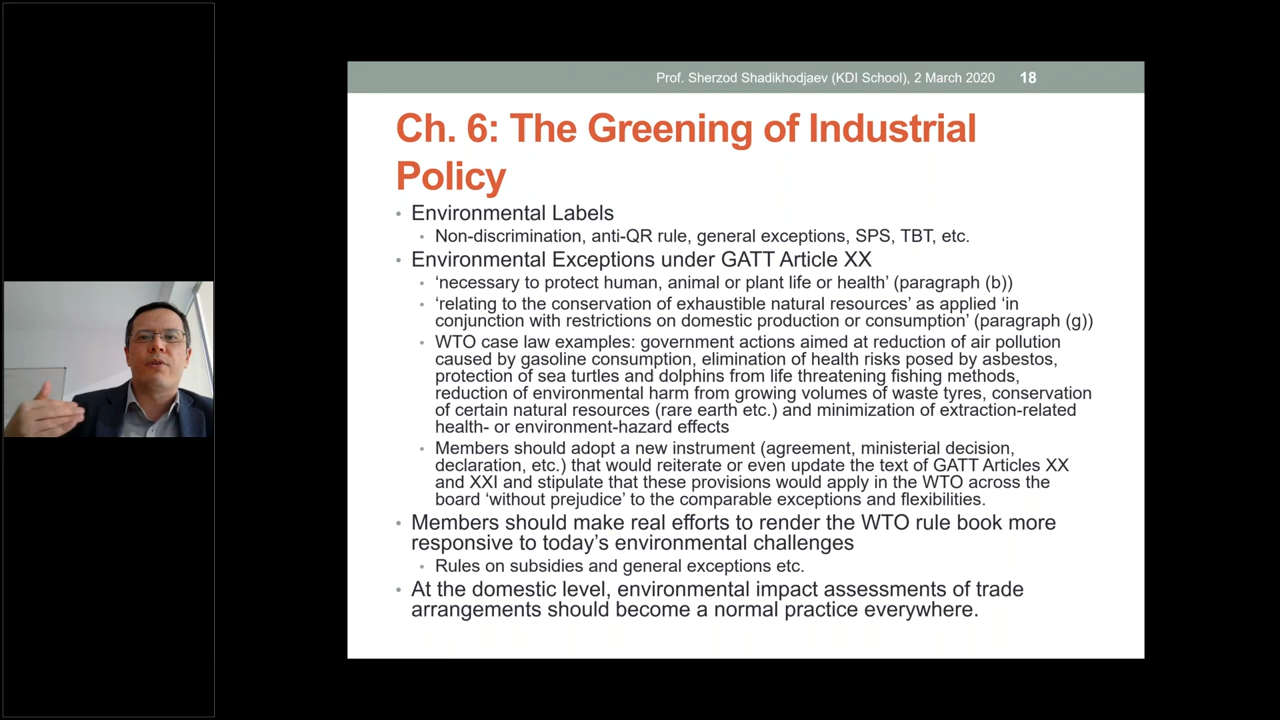 Prof. Sherzod Shadikhodjaev (KDI School), 2 March 2020 18
Ch. 6: The Greening of Industrial
Policy
• Environmental Labels
• Non-discrimination, anti-QR rule, general exceptions, SPS, TBT, etc.
• Environmental Exceptions under GATT Article XX
• ‘necessary to protect human, animal or plant life or health’ (paragraph (b))
• ‘relating to the conservation of exhaustible natural resources’ as applied ‘in
conjunction with restrictions on domestic production or consumption’ (paragraph (g))
• WTO case law examples: government actions aimed at reduction of air pollution
caused by gasoline consumption, elimination of health risks posed by asbestos,
protection of sea turtles and dolphins from life threatening fishing methods,
reduction of environmental harm from growing volumes of waste tyres, conservation
of certain natural resources (rare earth etc.) and minimization of extraction-related
health- or environment-hazard effects
• Members should adopt a new instrument (agreement, ministerial decision,
declaration, etc.) that would reiterate or even update the text of GATT Articles XX
and XXI and stipulate that these provisions would apply in the WTO across the
board ‘without prejudice’ to the comparable exceptions and flexibilities.
• Members should make real efforts to render the WTO rule book more
responsive to today’s environmental challenges
• Rules on subsidies and general exceptions etc.
• At the domestic level, environmental impact assessments of trade
arrangements should become a normal practice everywhere.